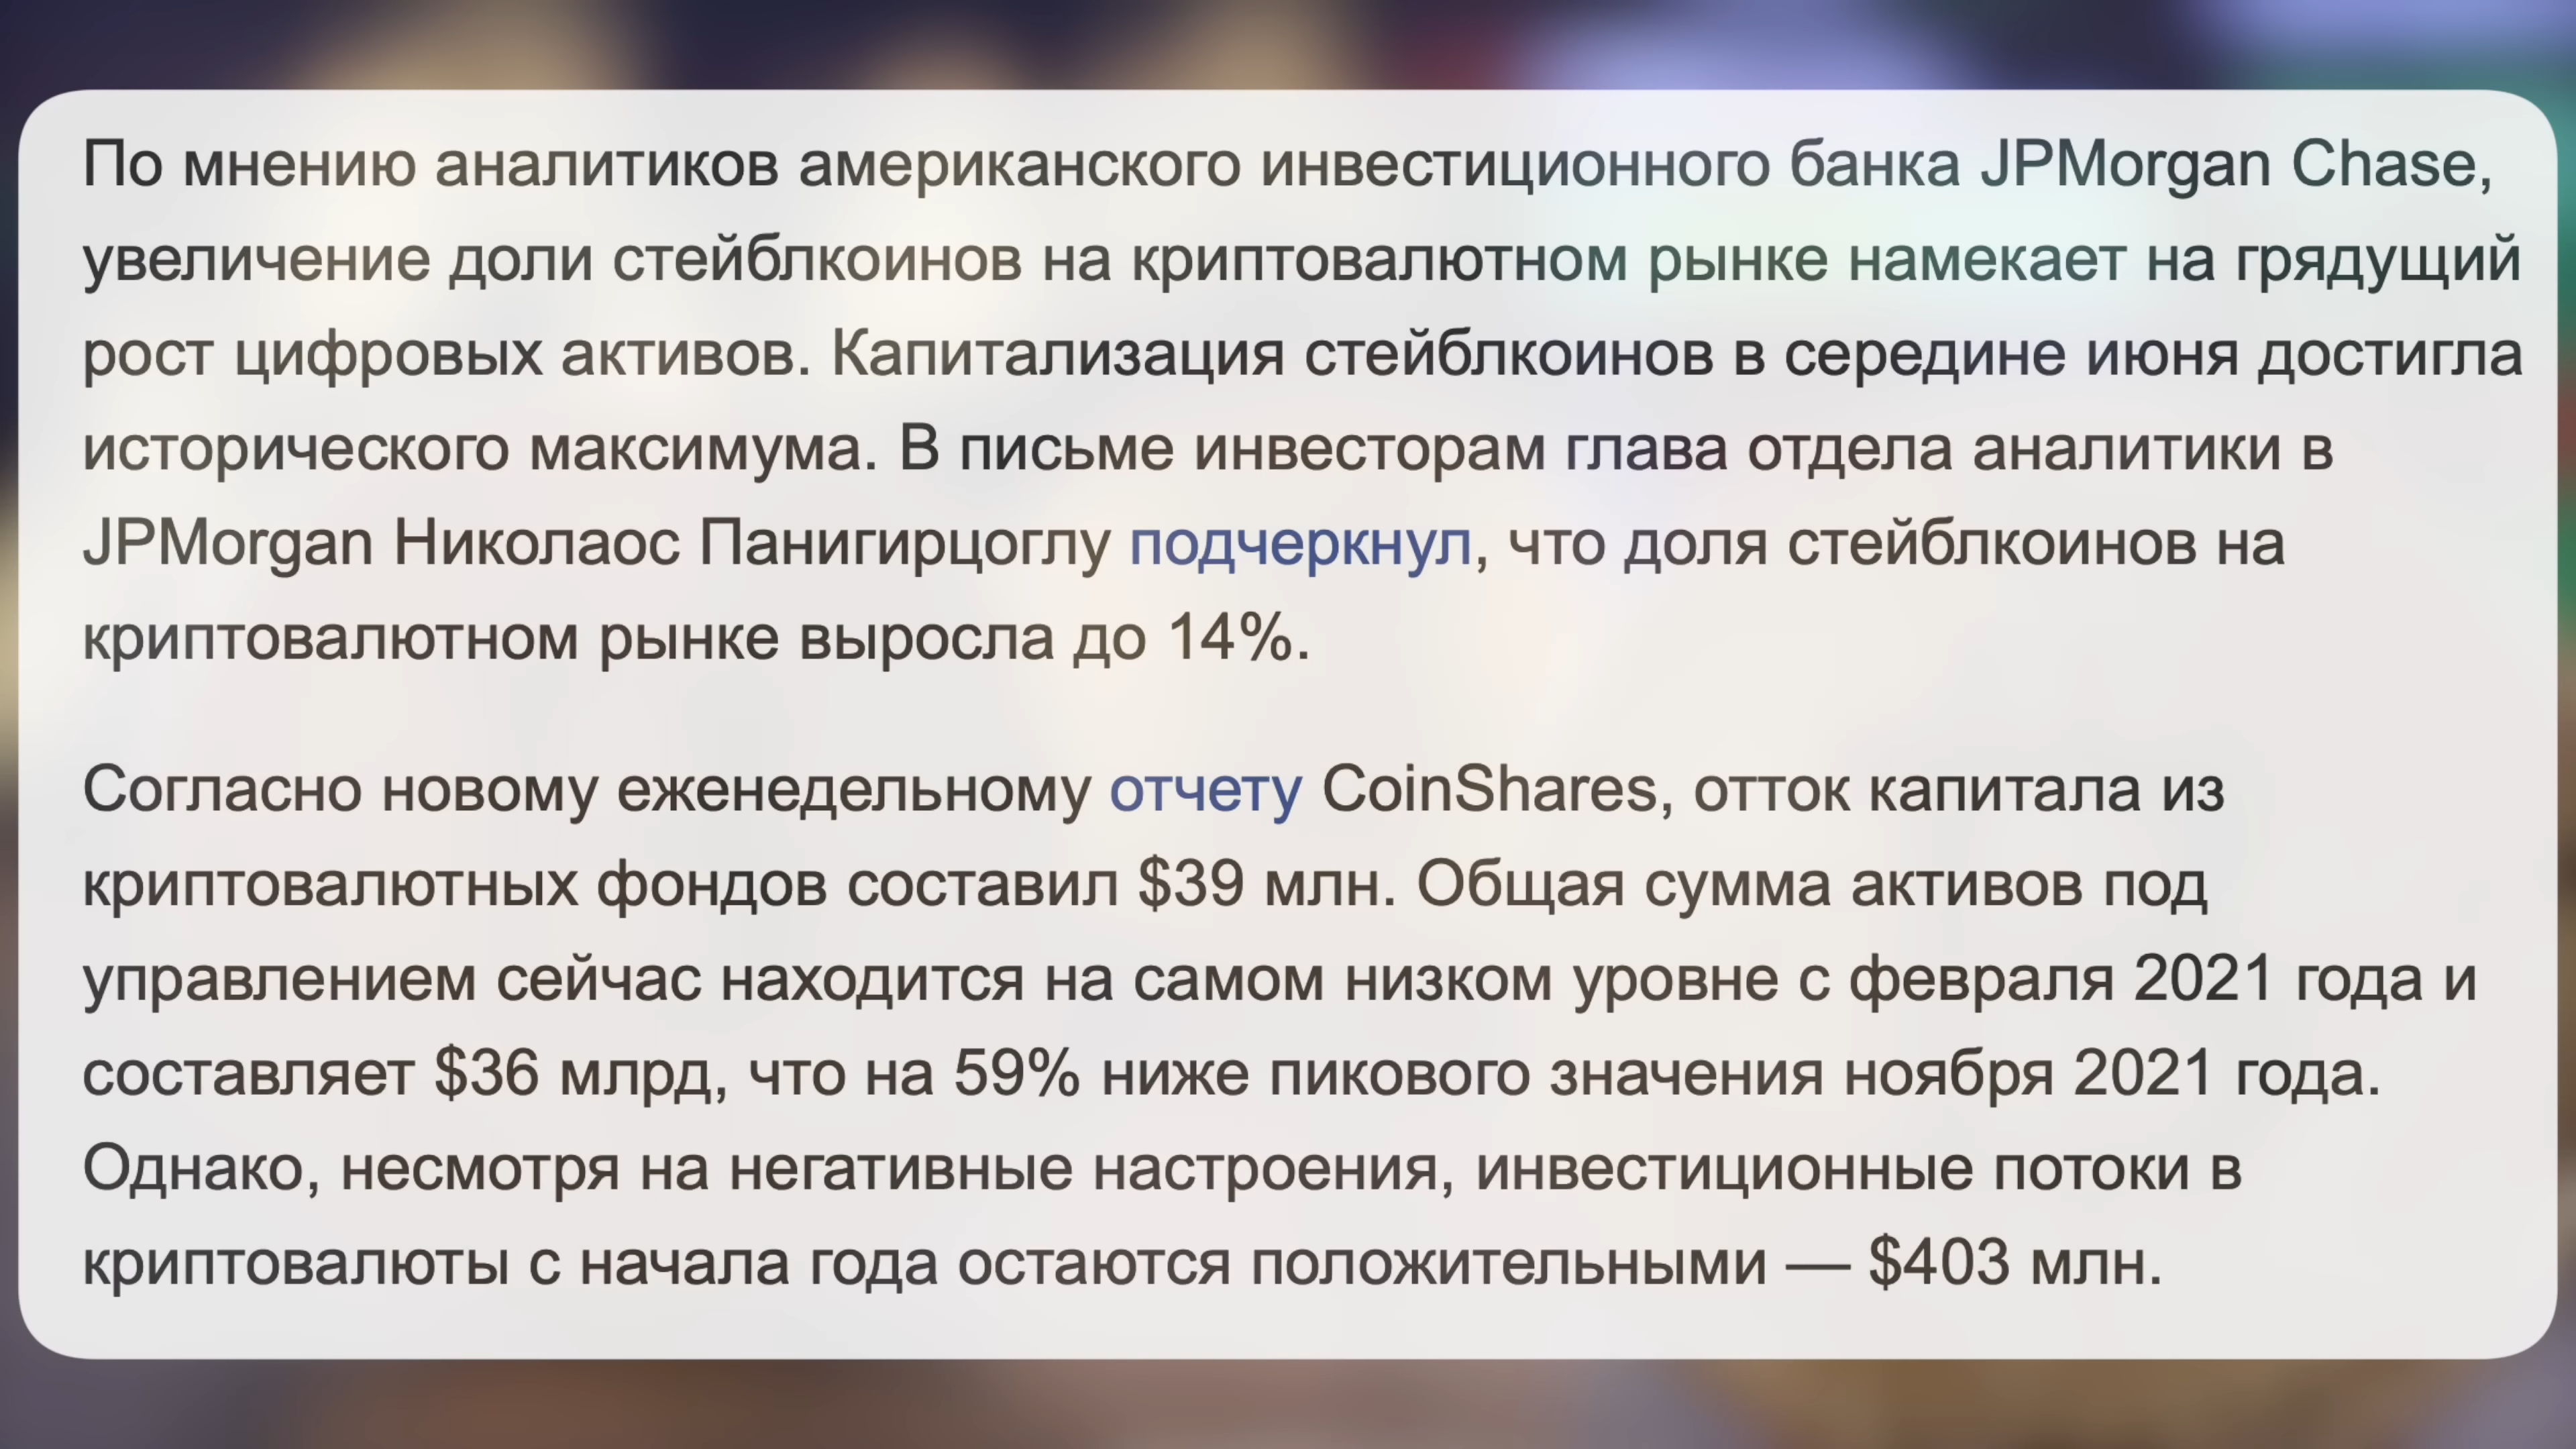 По мнению аналитиков американского инвестиционного банка JPMorgan Chase,
увеличение доли стейблкоинов на криптовалютном рынке намекает на грядущий
рост цифровых активов. Капитализация стейблкоинов в середине июня достигла
исторического максимума. В письме инвесторам глава отдела аналитики в
JPMorgan Николаос Панигирцоглу подчеркнул, что доля стейблкоинов на
криптовалютном рынке выросла до 14%.
Согласно новому еженедельному отчету CoinShares, отток капитала из
криптовалютных фондов составил $39 млн. Общая сумма активов под
управлением сейчас находится на самом низком уровне с февраля 2021 года и
составляет $36 млрд, что на 59% ниже пикового значения ноября 2021 года.
Однако, несмотря на негативные настроения, инвестиционные потоки в
криптовалюты с начала года остаются положительными — $403 млн.